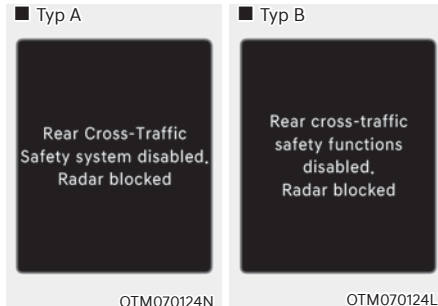 ■ Typ A
Rear Cross-Traffic
Safety system disabled.
Radar blocked
OTM070124N
■ Typ B
Rear cross-traffic
safety functions
disabled.
Radar blocked
OTM070124L